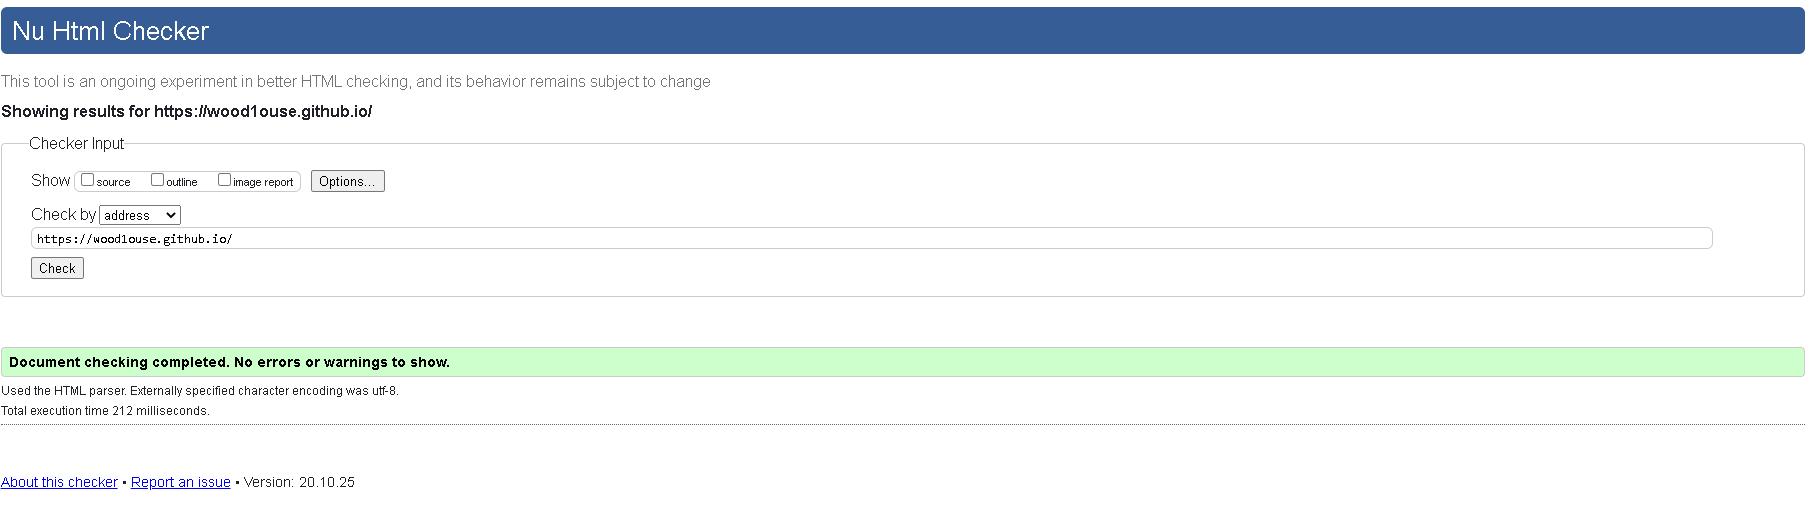 Nu Html Checker
This tool is an ongoing experiment in better HTML checking, and its behavior remains subject to change
Showing results for https://wood1ouse.github.io/
Checker Input
Show source outline image report Options...
Check by address
https://wood1ouse.github.io/
Check
Document checking completed. No errors or warnings to show.
Used the HTML parser. Externally specified character encoding was utf-8.
Total execution time 212 milliseconds.
About this checker • Report an issue • Version: 20.10.25